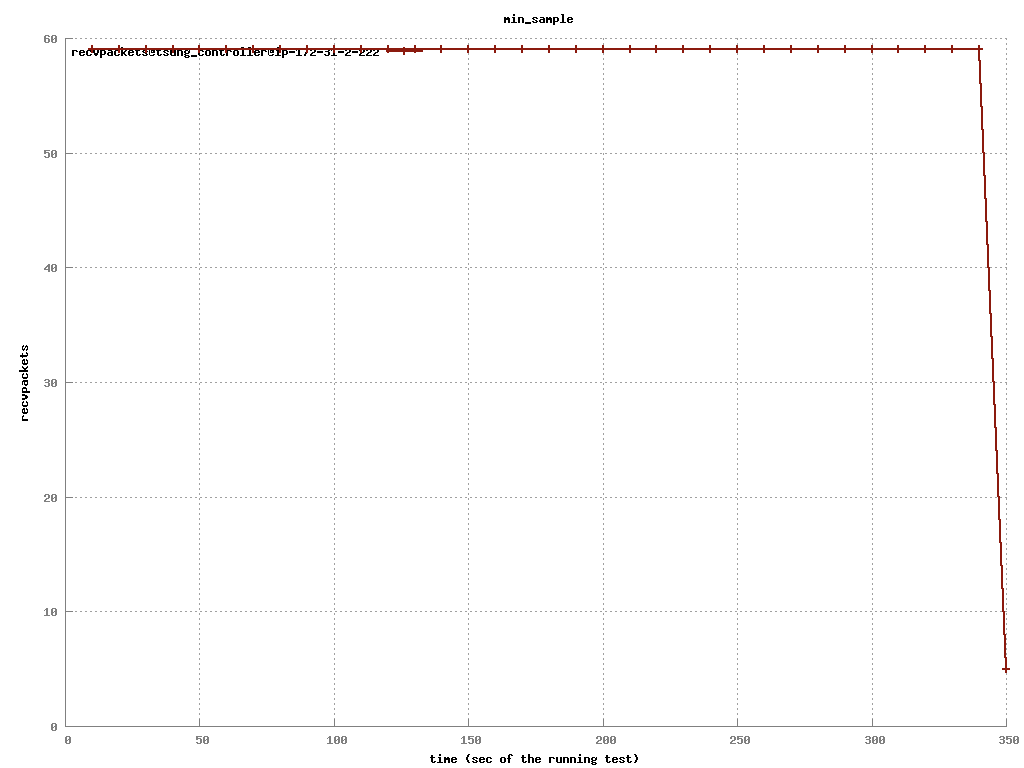 min_sample
60
recvpackets@tsung_controller@ip-172-31-2-222
50
40
recvpackets
30
20
10
0
0 50 100 150 200 250 300 350
time (sec of the running test)